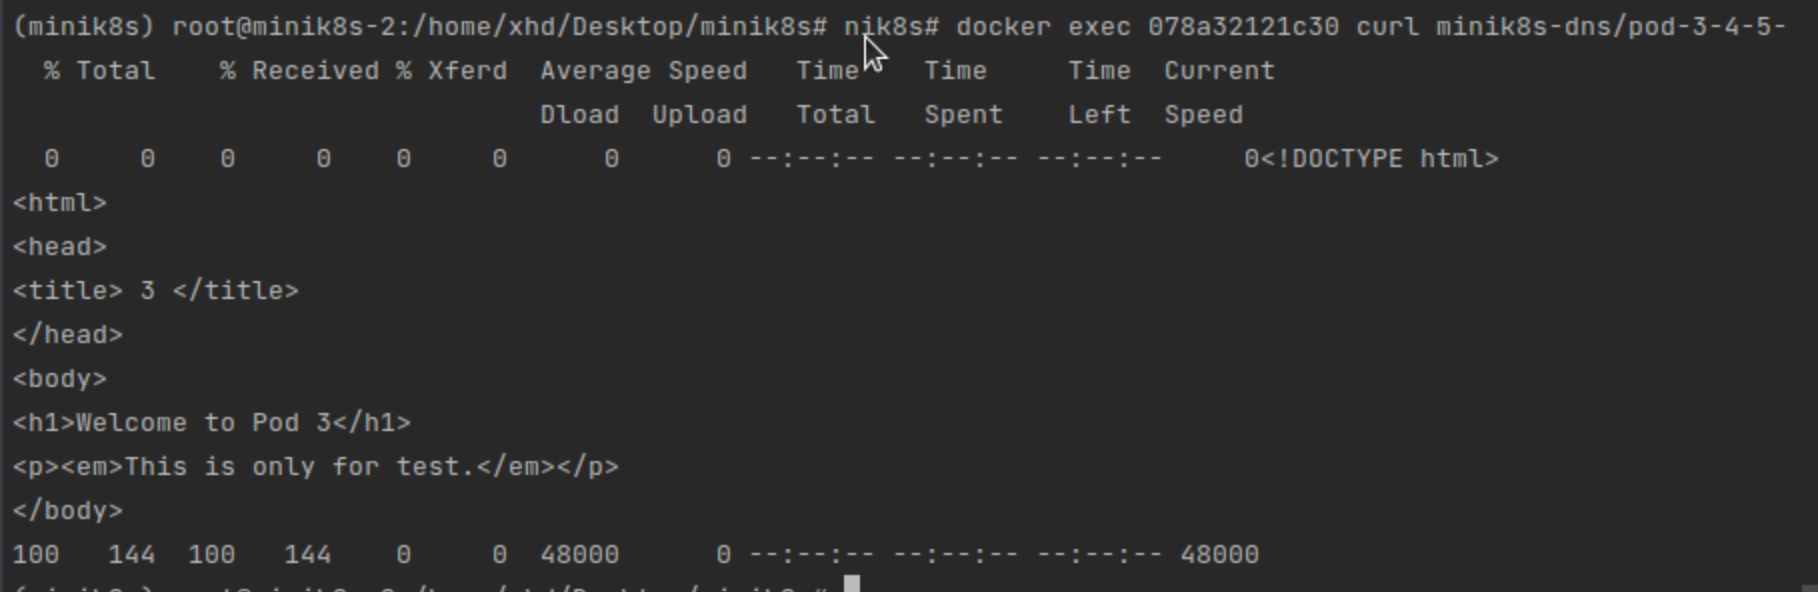 (minik8s) root@minik8s-2:/home/xhd/Desktop/minik8s# nik8s# docker exec 078a32121c30 curl minik8s-dns/pod-3-4-5-
  % Total    % Received % Xferd  Average Speed   Time    Time     Time  Current
                                 Dload  Upload   Total   Spent    Left  Speed
  0     0    0     0    0     0      0      0 --:--:-- --:--:-- --:--:--     0<!DOCTYPE html>
<html>
<head>
<title> 3 </title>
</head>
<body>
<h1>Welcome to Pod 3</h1>
<p><em>This is only for test.</em></p>
</body>
100   144  100   144    0     0  48000      0 --:--:-- --:--:-- --:--:-- 48000